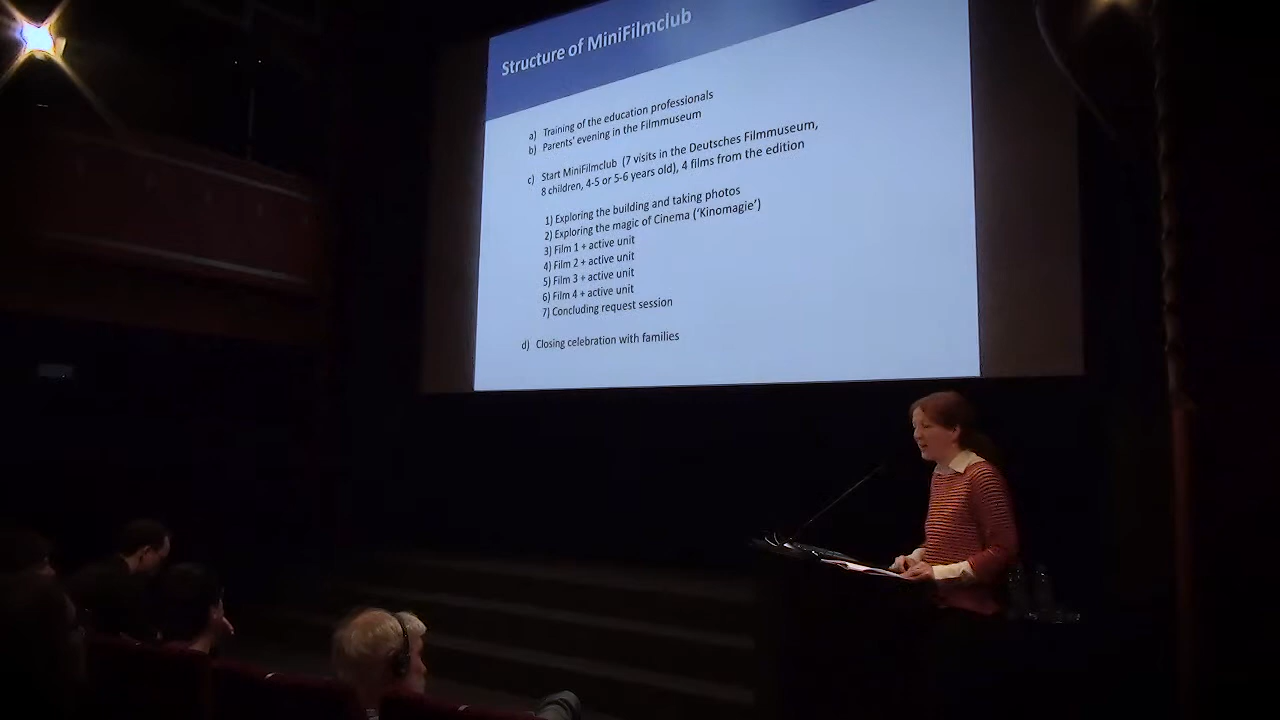 Structure of MiniFilmclub
a) Training of the education professionals
b) Parents' evening in the Filmmuseum
c) Start MiniFilmclub (7 visits in the Deutsches Filmmuseum,
8 children, 4-5 or 5-6 years old), 4 films from the edition
1) Exploring the building and taking photos
2) Exploring the magic of Cinema ('Kinomagie')
3) Film 1 + active unit
4) Film 2 + active unit
5) Film 3 + active unit
6) Film 4 + active unit
7) Concluding request session
d) Closing celebration with families